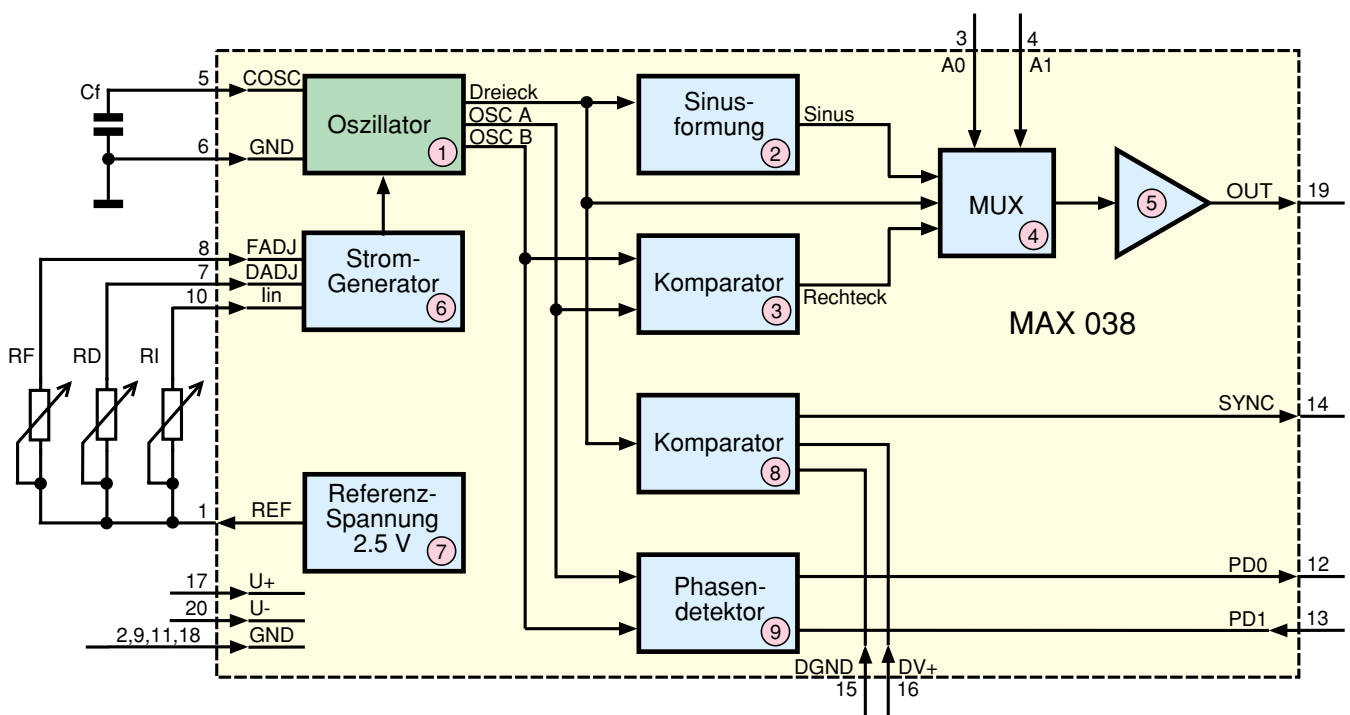 3
4
A0
A1
Cf
5
COSC
Oszillator
1
Dreieck
OSC A
OSC B
Sinus-
formung
2
Sinus
6
GND
MUX
4
5
OUT
19
8
FADJ
7
DADJ
10
Iin
Strom-
Generator
6
Komparator
3
Rechteck
MAX 038
RF
RD
RI
Komparator
8
SYNC
14
Referenz-
Spannung
2.5 V
7
1
REF
17
U+
20
U-
2,9,11,18
GND
Phasen-
detektor
9
PD0
12
PD1
13
DGND
DV+
15
16